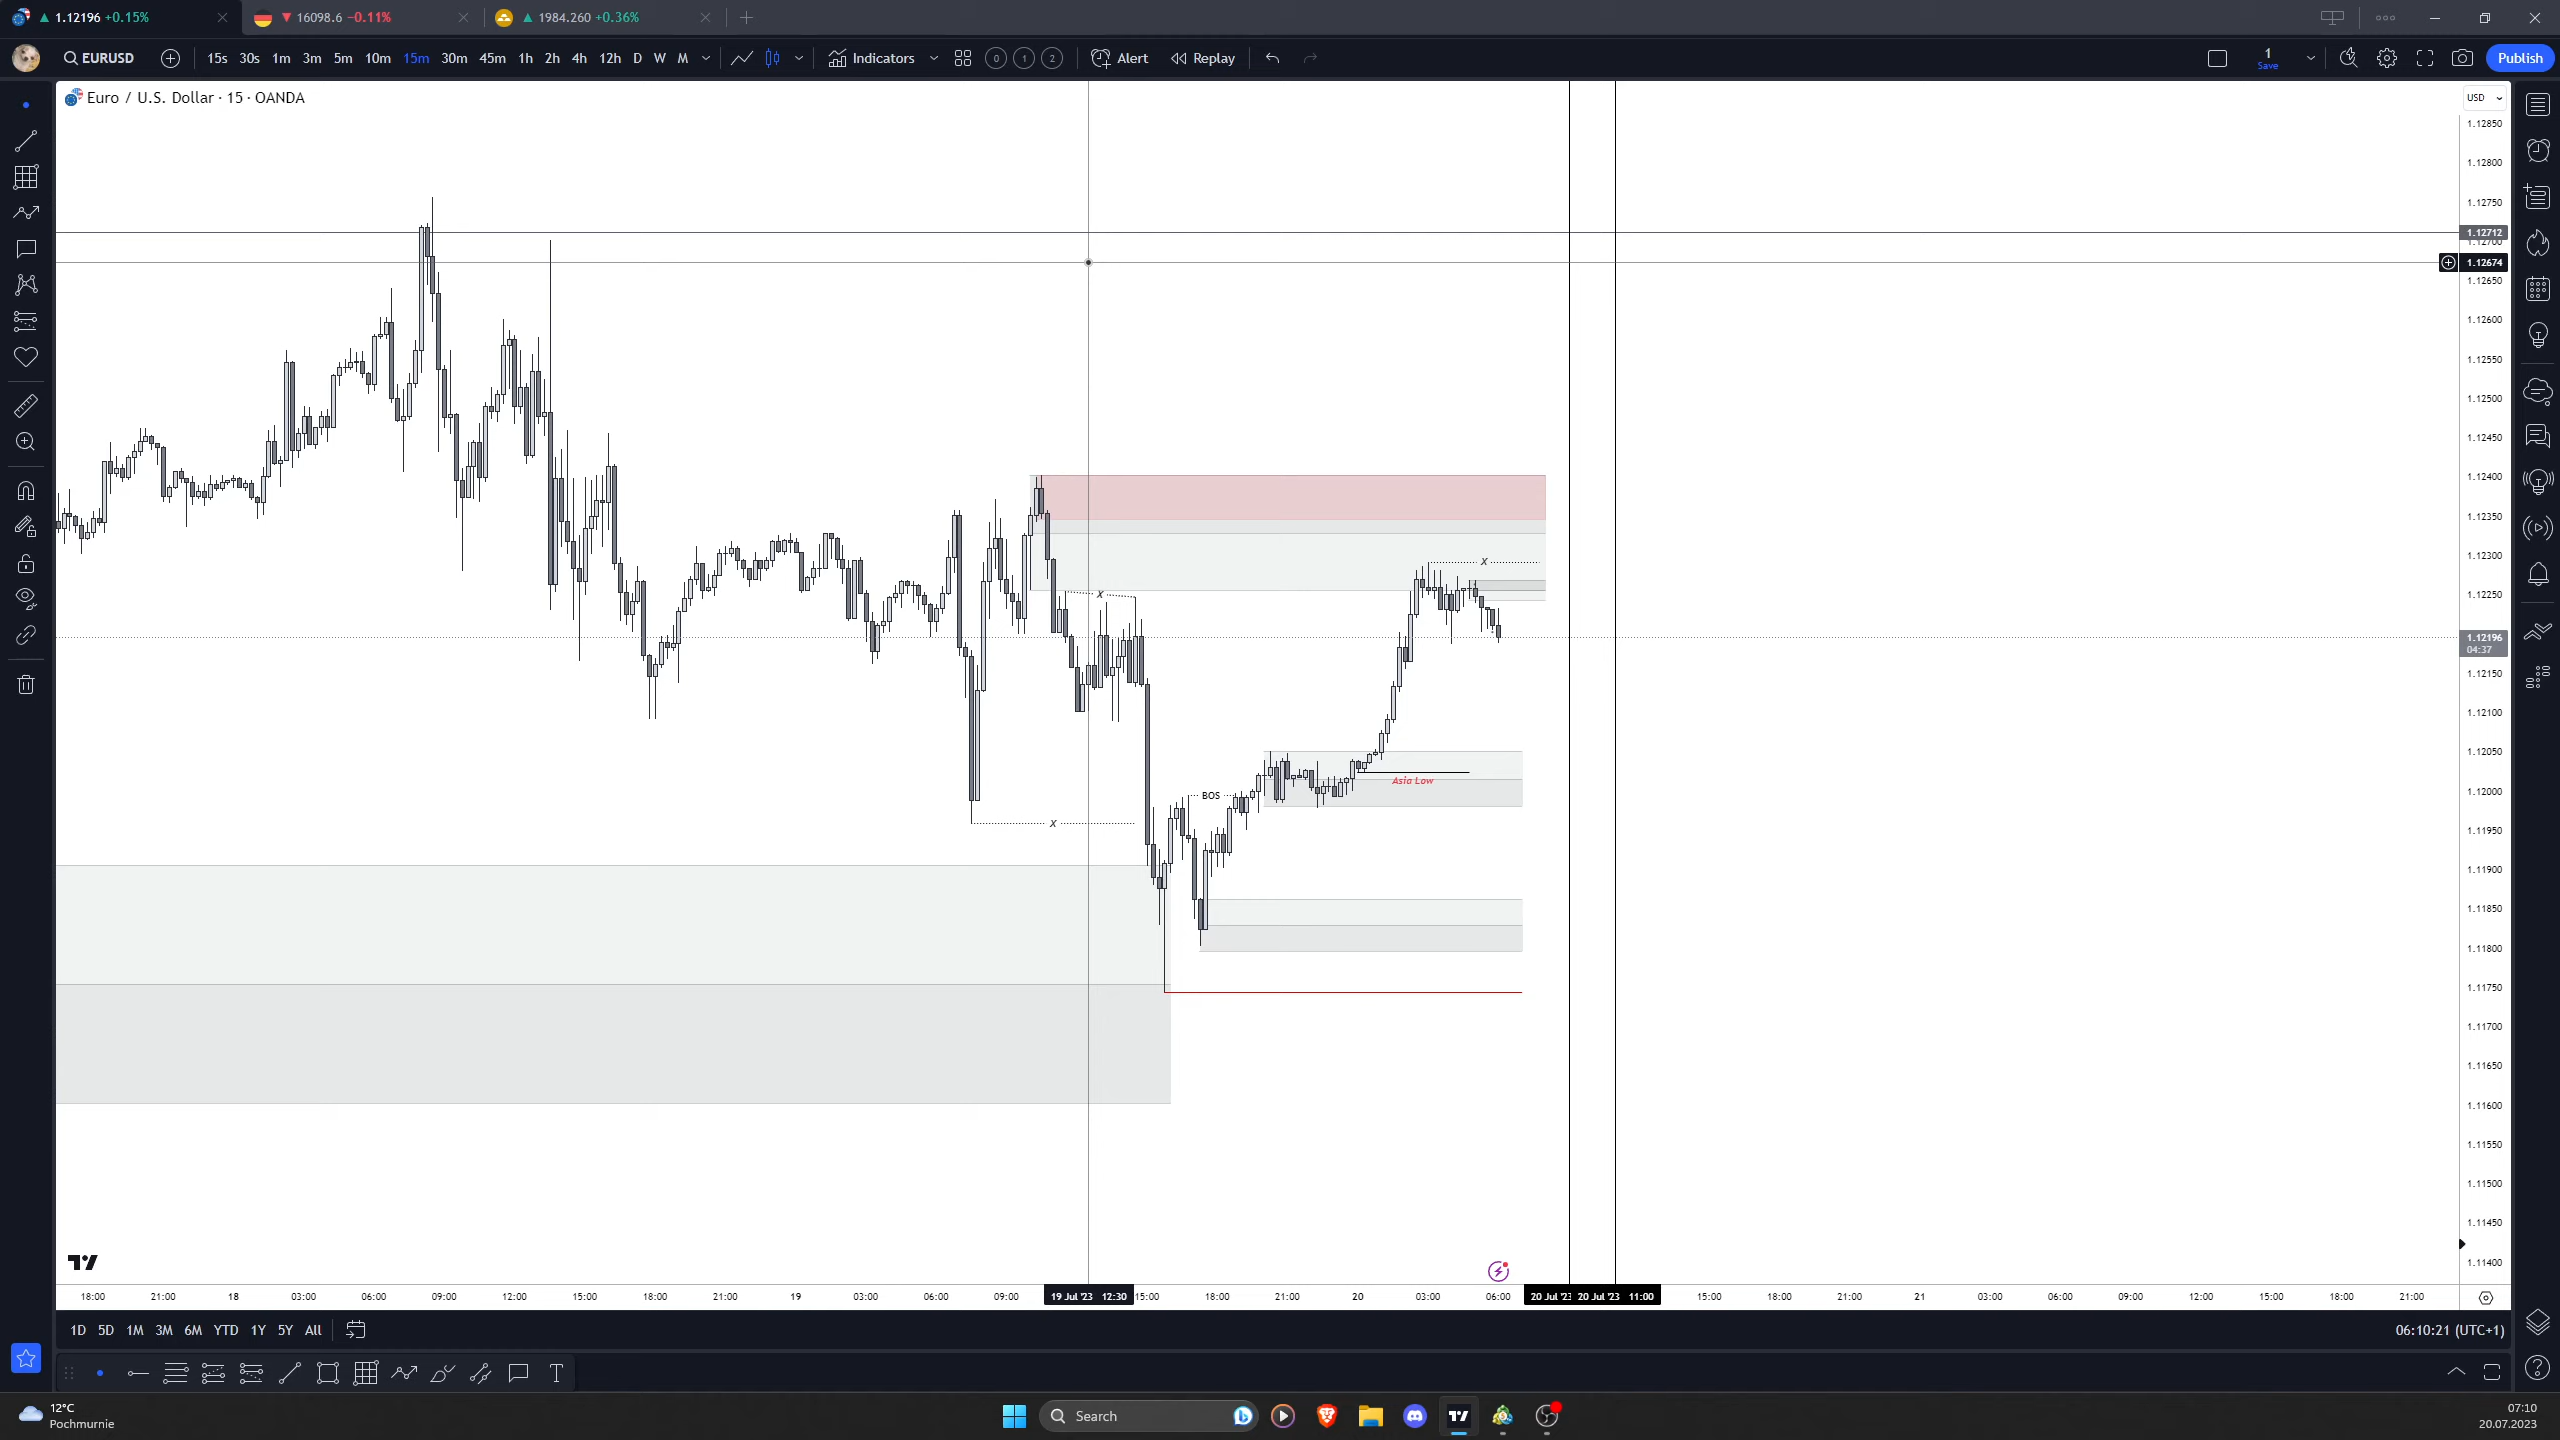 1.12196 +0.15%
16098.6 −0.11%
1984.260 +0.36%
EURUSD
15s 30s 1m 3m 5m 10m 15m 30m 45m 1h 2h 4h 12h D W M
Indicators
0 1 2
Alert
Replay
1
Save
Publish
Euro / U.S. Dollar · 15 · OANDA
USD
1.12850
1.12800
1.12750
1.12712
1.12700
1.12674
1.12650
1.12600
1.12550
1.12500
1.12450
1.12400
1.12350
1.12300
1.12250
1.12196
04:37
1.12150
1.12100
1.12050
1.12000
1.11950
1.11900
1.11850
1.11800
1.11750
1.11700
1.11650
1.11600
1.11550
1.11500
1.11450
1.11400
X
X
Asia Low
BOS
X
18:00 21:00 18 03:00 06:00 09:00 12:00 15:00 18:00 21:00 19 03:00 06:00 09:00 19 Jul '23 12:30 15:00 18:00 21:00 20 03:00 06:00 20 Jul '23 20 Jul '23 11:00 15:00 18:00 21:00 21 03:00 06:00 09:00 12:00 15:00 18:00 21:00
1D 5D 1M 3M 6M YTD 1Y 5Y All
06:10:21 (UTC+1)
12°C
Pochmurnie
Search
07:10
20.07.2023